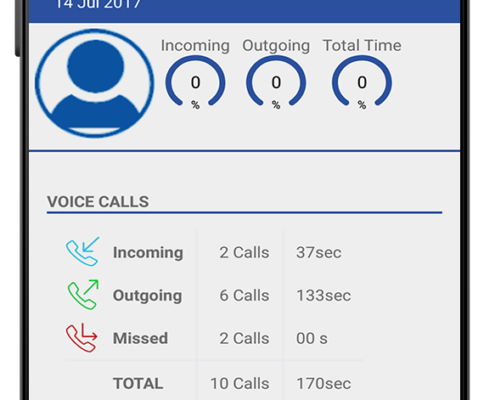 14 Jul 2017
Incoming Outgoing Total Time
0 0 0
% % %
VOICE CALLS
Incoming 2 Calls 37sec
Outgoing 6 Calls 133sec
Missed 2 Calls 00 s
TOTAL 10 Calls 170sec